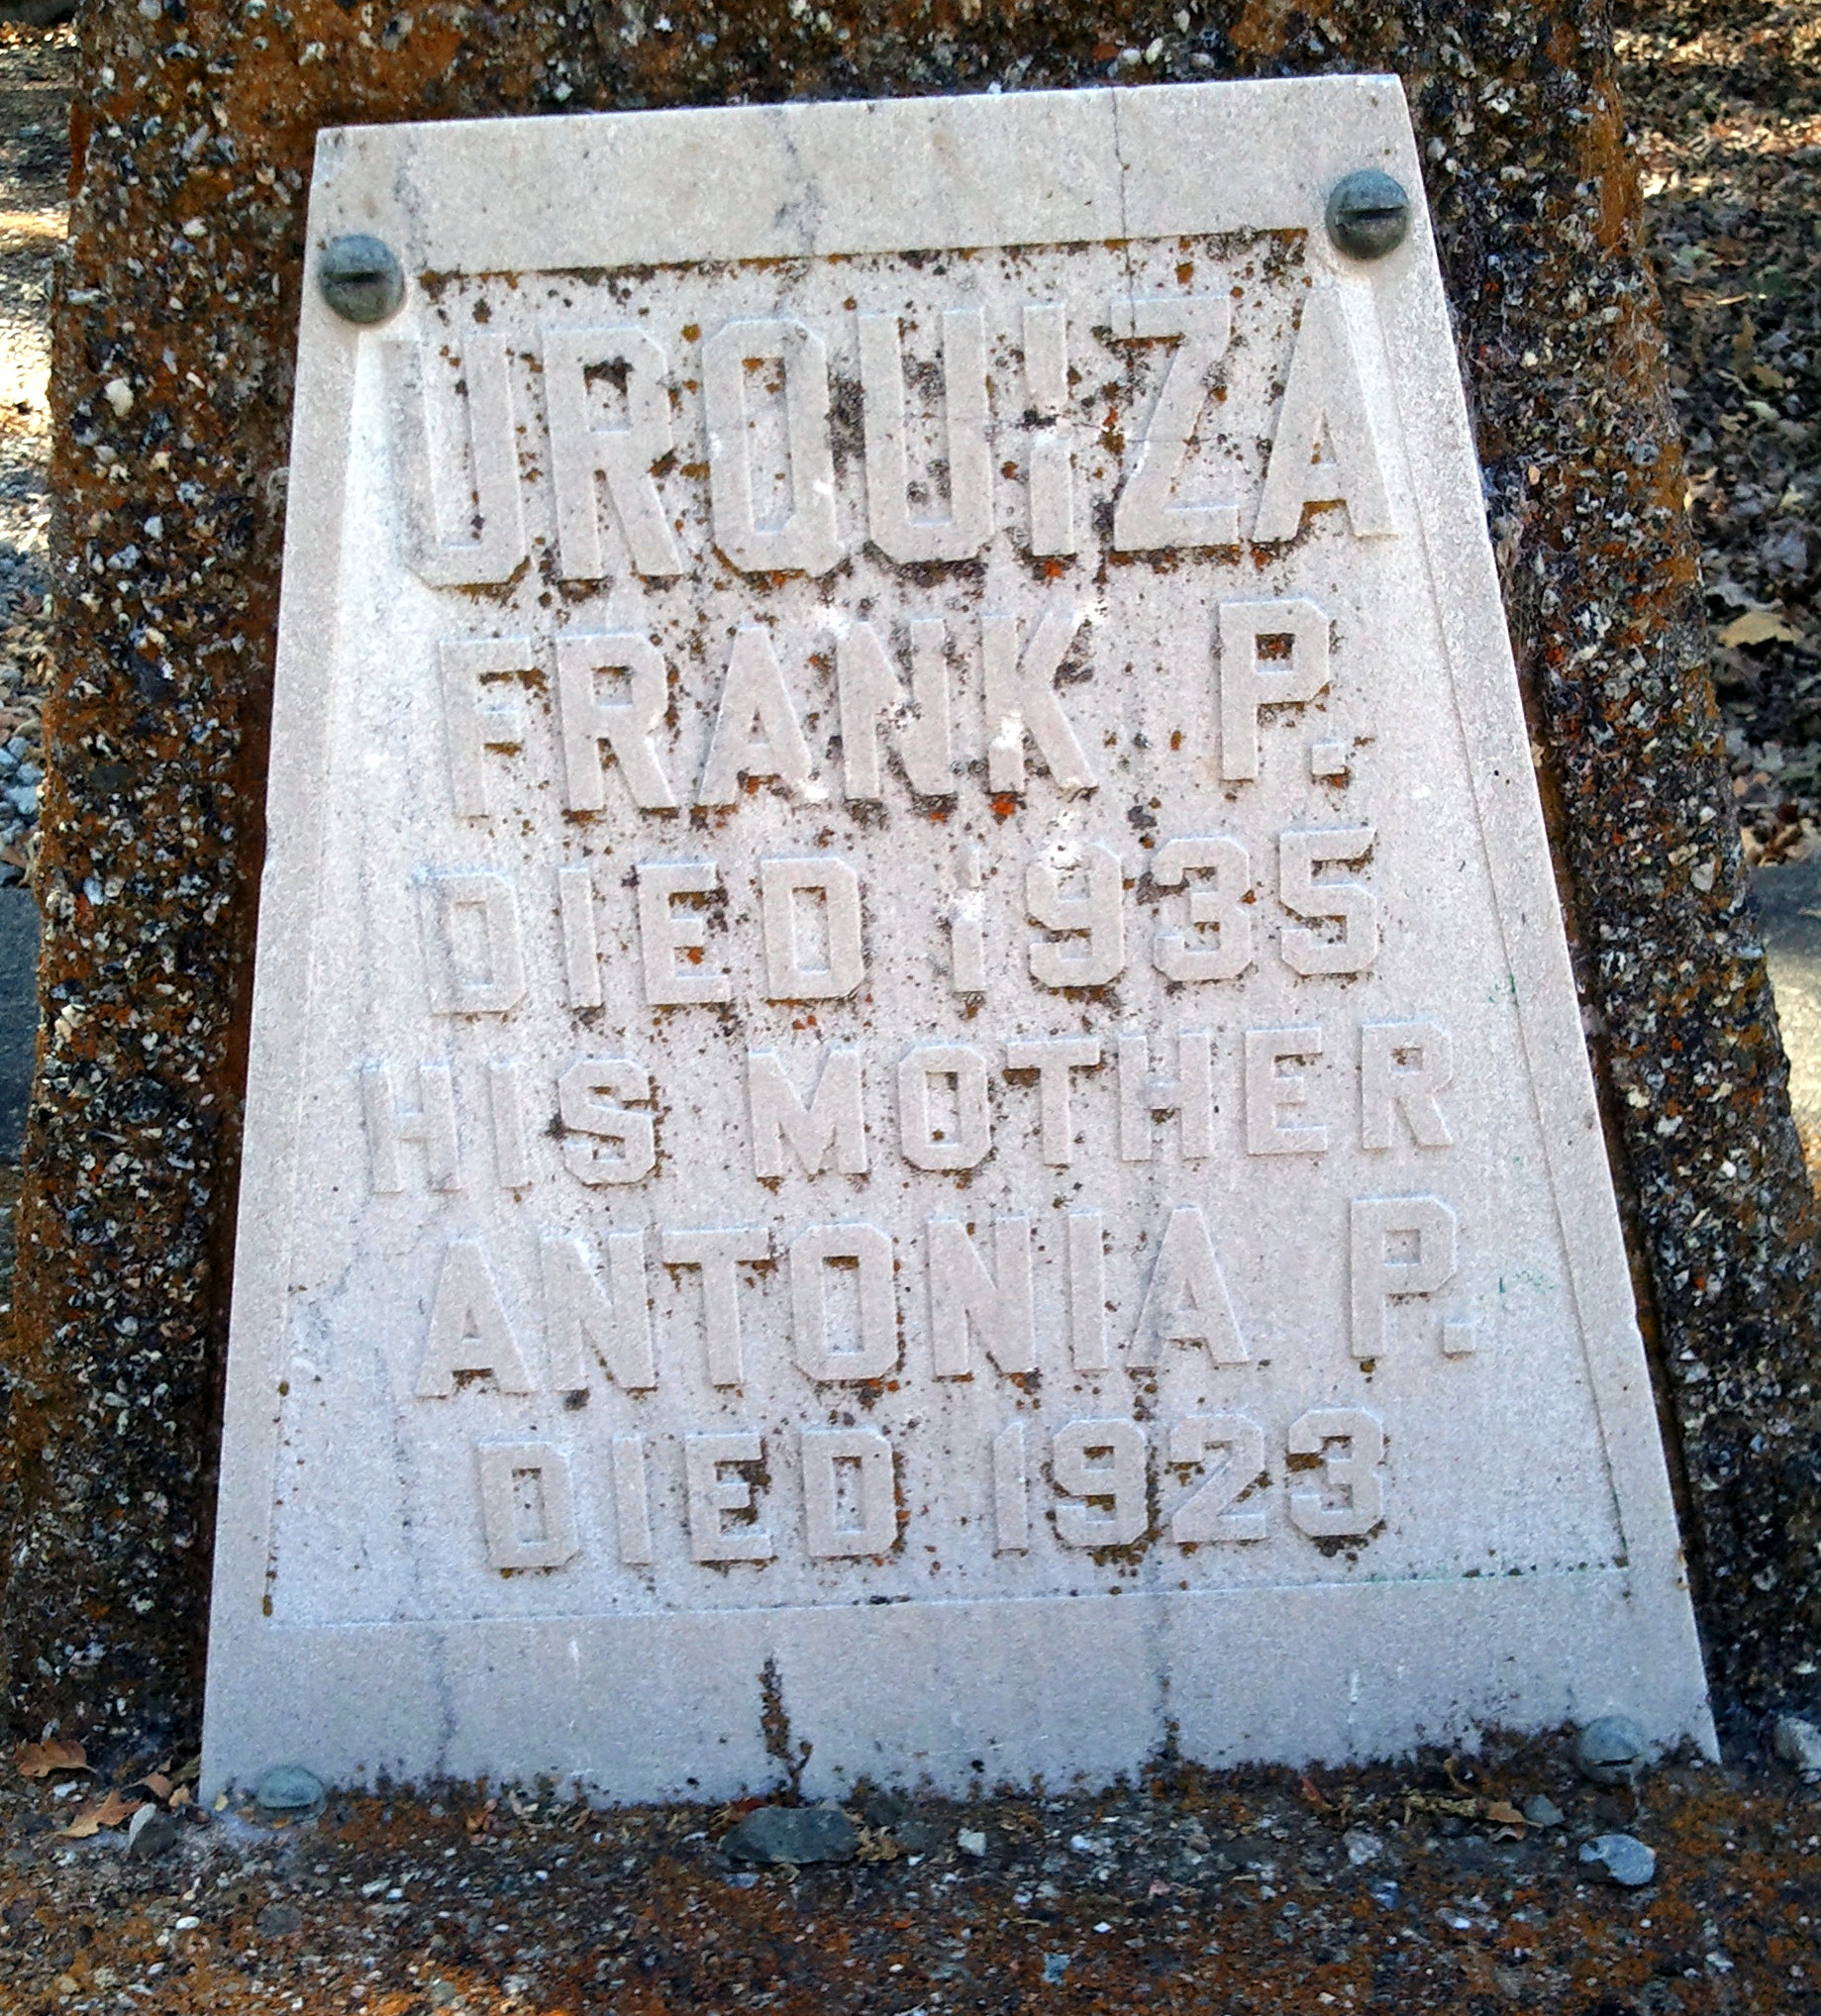 URQUIZA
FRANK P.
DIED 1935
HIS MOTHER
ANTONIA P.
DIED 1923